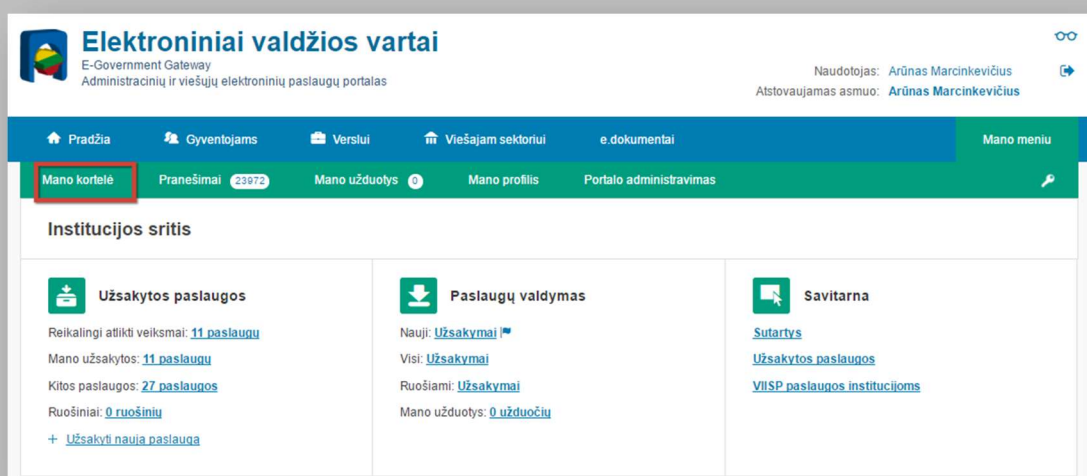 Elektroniniai valdžios vartai
E-Government Gateway
Administracinių ir viešųjų elektroninių paslaugų portalas
Naudotojas: Arūnas Marcinkevičius
Atstovaujamas asmuo: Arūnas Marcinkevičius
Pradžia Gyventojams Verslui Viešajam sektoriui e.dokumentai Mano meniu
Mano kortelė Pranešimai 23972 Mano užduotys 0 Mano profilis Portalo administravimas
Institucijos sritis
Užsakytos paslaugos
Reikalingi atlikti veiksmai: 11 paslaugų
Mano užsakytos: 11 paslaugų
Kitos paslaugos: 27 paslaugos
Ruošiniai: 0 ruošinių
+ Užsakyti naują paslaugą
Paslaugų valdymas
Nauji: Užsakymai
Visi: Užsakymai
Ruošiami: Užsakymai
Mano užduotys: 0 užduočių
Savitarna
Sutartys
Užsakytos paslaugos
VIISP paslaugos institucijoms